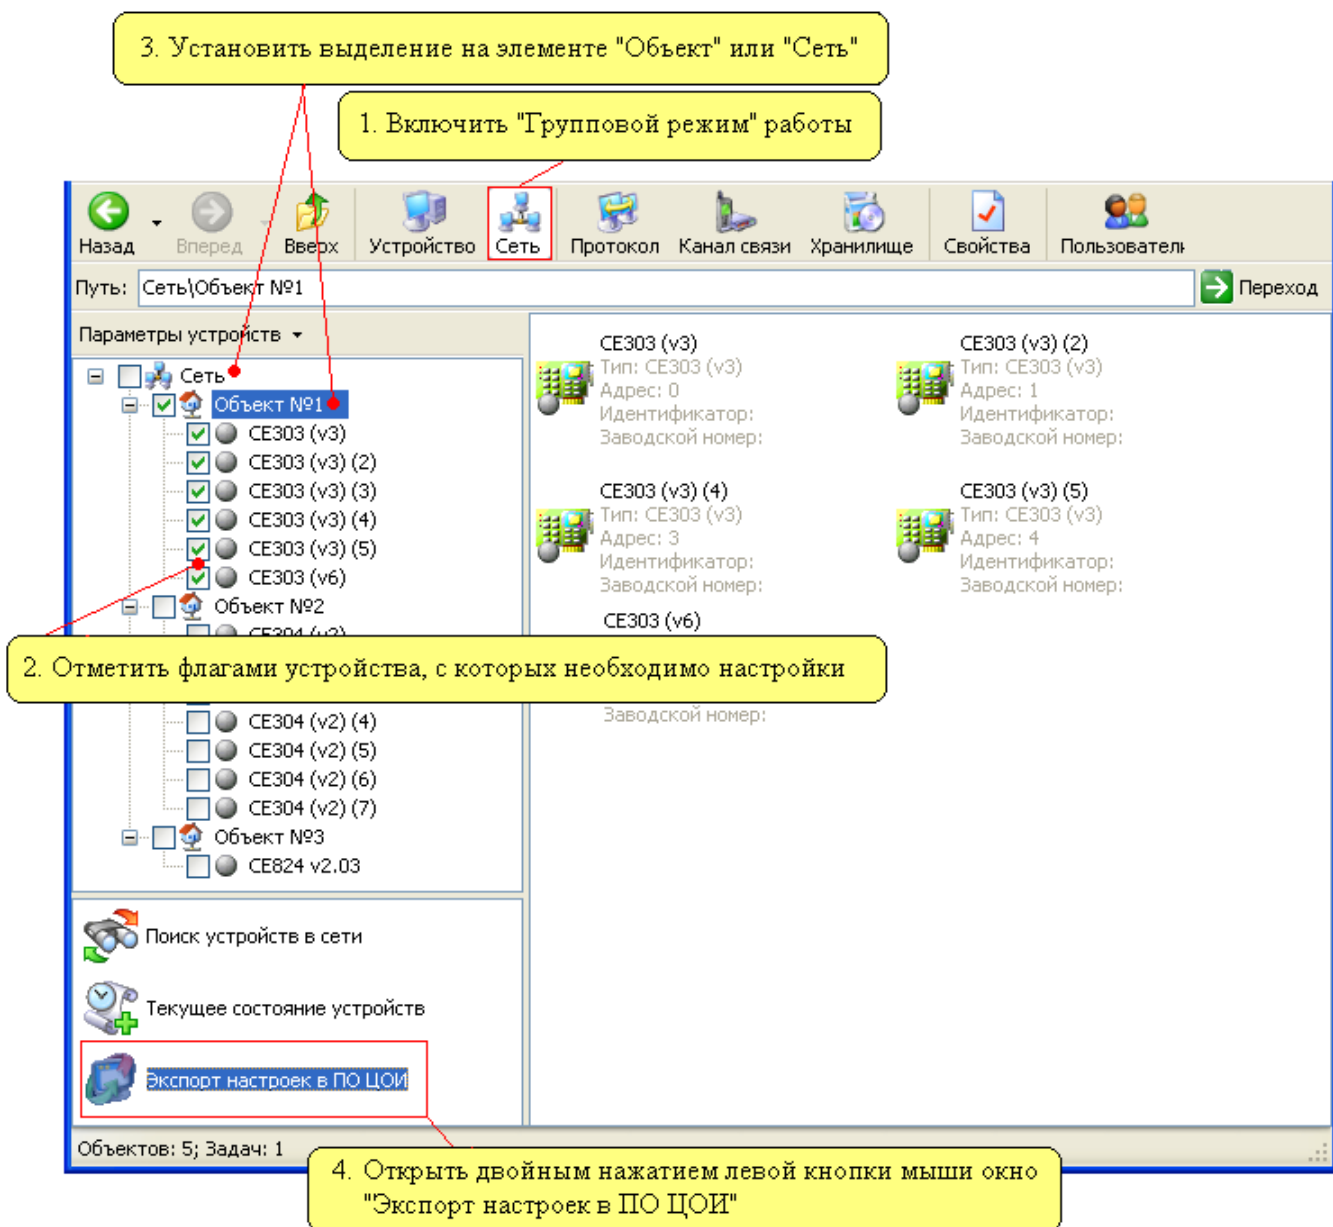 3. Установить выделение на элементе "Объект" или "Сеть"
1. Включить "Групповой режим" работы
Назад Вперед Вверх Устройство Сеть Протокол Канал связи Хранилище Свойства Пользовател
Путь: Сеть\Объект №1 Переход
Параметры устройств
Сеть
Объект №1
CE303 (v3)
CE303 (v3) (2)
CE303 (v3) (3)
CE303 (v3) (4)
CE303 (v3) (5)
CE303 (v6)
Объект №2
CE304 (v2)
2. Отметить флагами устройства, с которых необходимо настройки
CE304 (v2) (4)
CE304 (v2) (5)
CE304 (v2) (6)
CE304 (v2) (7)
Объект №3
CE824 v2.03
CE303 (v3)
Тип: CE303 (v3)
Адрес: 0
Идентификатор:
Заводской номер:
CE303 (v3) (2)
Тип: CE303 (v3)
Адрес: 1
Идентификатор:
Заводской номер:
CE303 (v3) (4)
Тип: CE303 (v3)
Адрес: 3
Идентификатор:
Заводской номер:
CE303 (v3) (5)
Тип: CE303 (v3)
Адрес: 4
Идентификатор:
Заводской номер:
CE303 (v6)
Заводской номер:
Поиск устройств в сети
Текущее состояние устройств
Экспорт настроек в ПО ЦОИ
Объектов: 5; Задач: 1
4. Открыть двойным нажатием левой кнопки мыши окно
"Экспорт настроек в ПО ЦОИ"